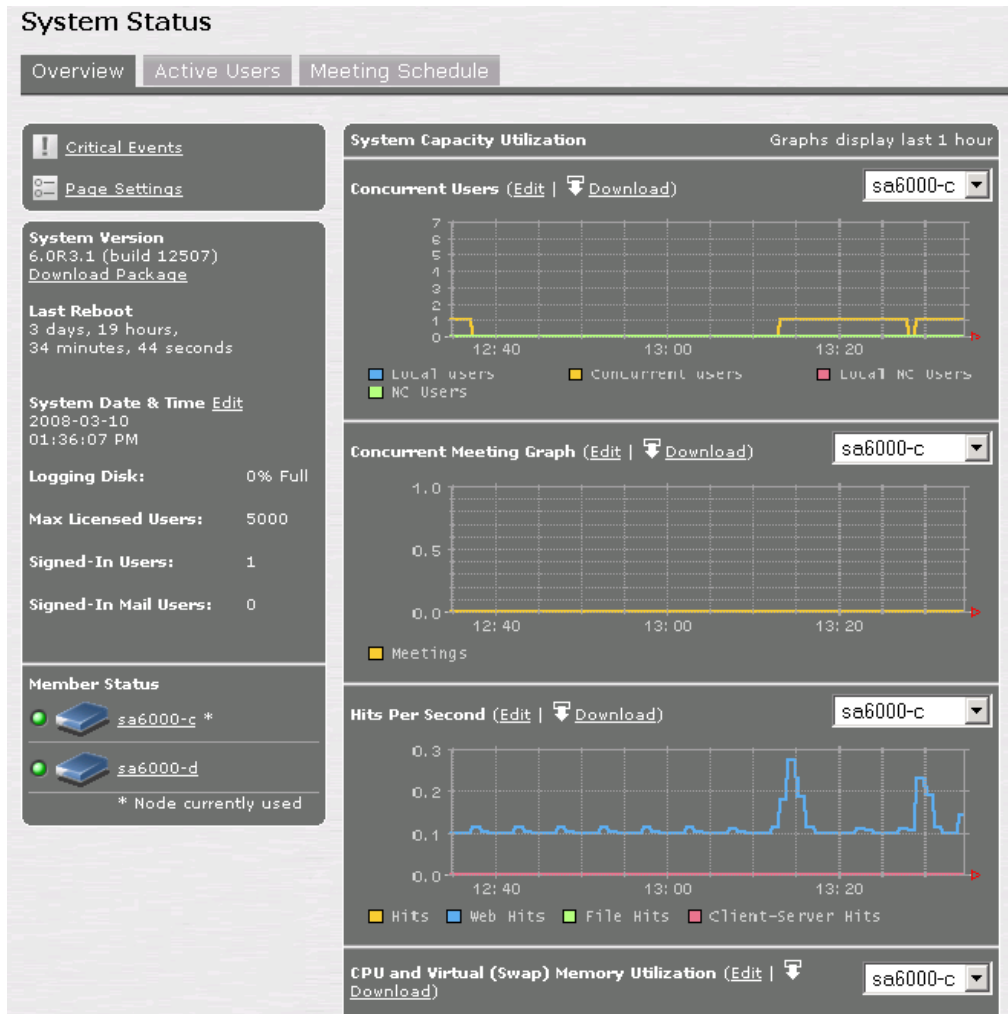 System Status
Overview
Active Users
Meeting Schedule
Critical Events
Page Settings
System Version
6.0R3.1 (build 12507)
Download Package
Last Reboot
3 days, 19 hours,
34 minutes, 44 seconds
System Date & Time Edit
2008-03-10
01:36:07 PM
Logging Disk: 0% Full
Max Licensed Users: 5000
Signed-In Users: 1
Signed-In Mail Users: 0
Member Status
sa6000-c *
sa6000-d
* Node currently used
System Capacity Utilization Graphs display last 1 hour
Concurrent Users (Edit | Download) sa6000-c
7
6
5
4
3
2
1
0
12:40 13:00 13:20
Local users Concurrent users Local NC Users
NC Users
Concurrent Meeting Graph (Edit | Download) sa6000-c
1.0
0.5
0.0
12:40 13:00 13:20
Meetings
Hits Per Second (Edit | Download) sa6000-c
0.3
0.2
0.1
0.0
12:40 13:00 13:20
Hits Web Hits File Hits Client-Server Hits
CPU and Virtual (Swap) Memory Utilization (Edit |
Download) sa6000-c